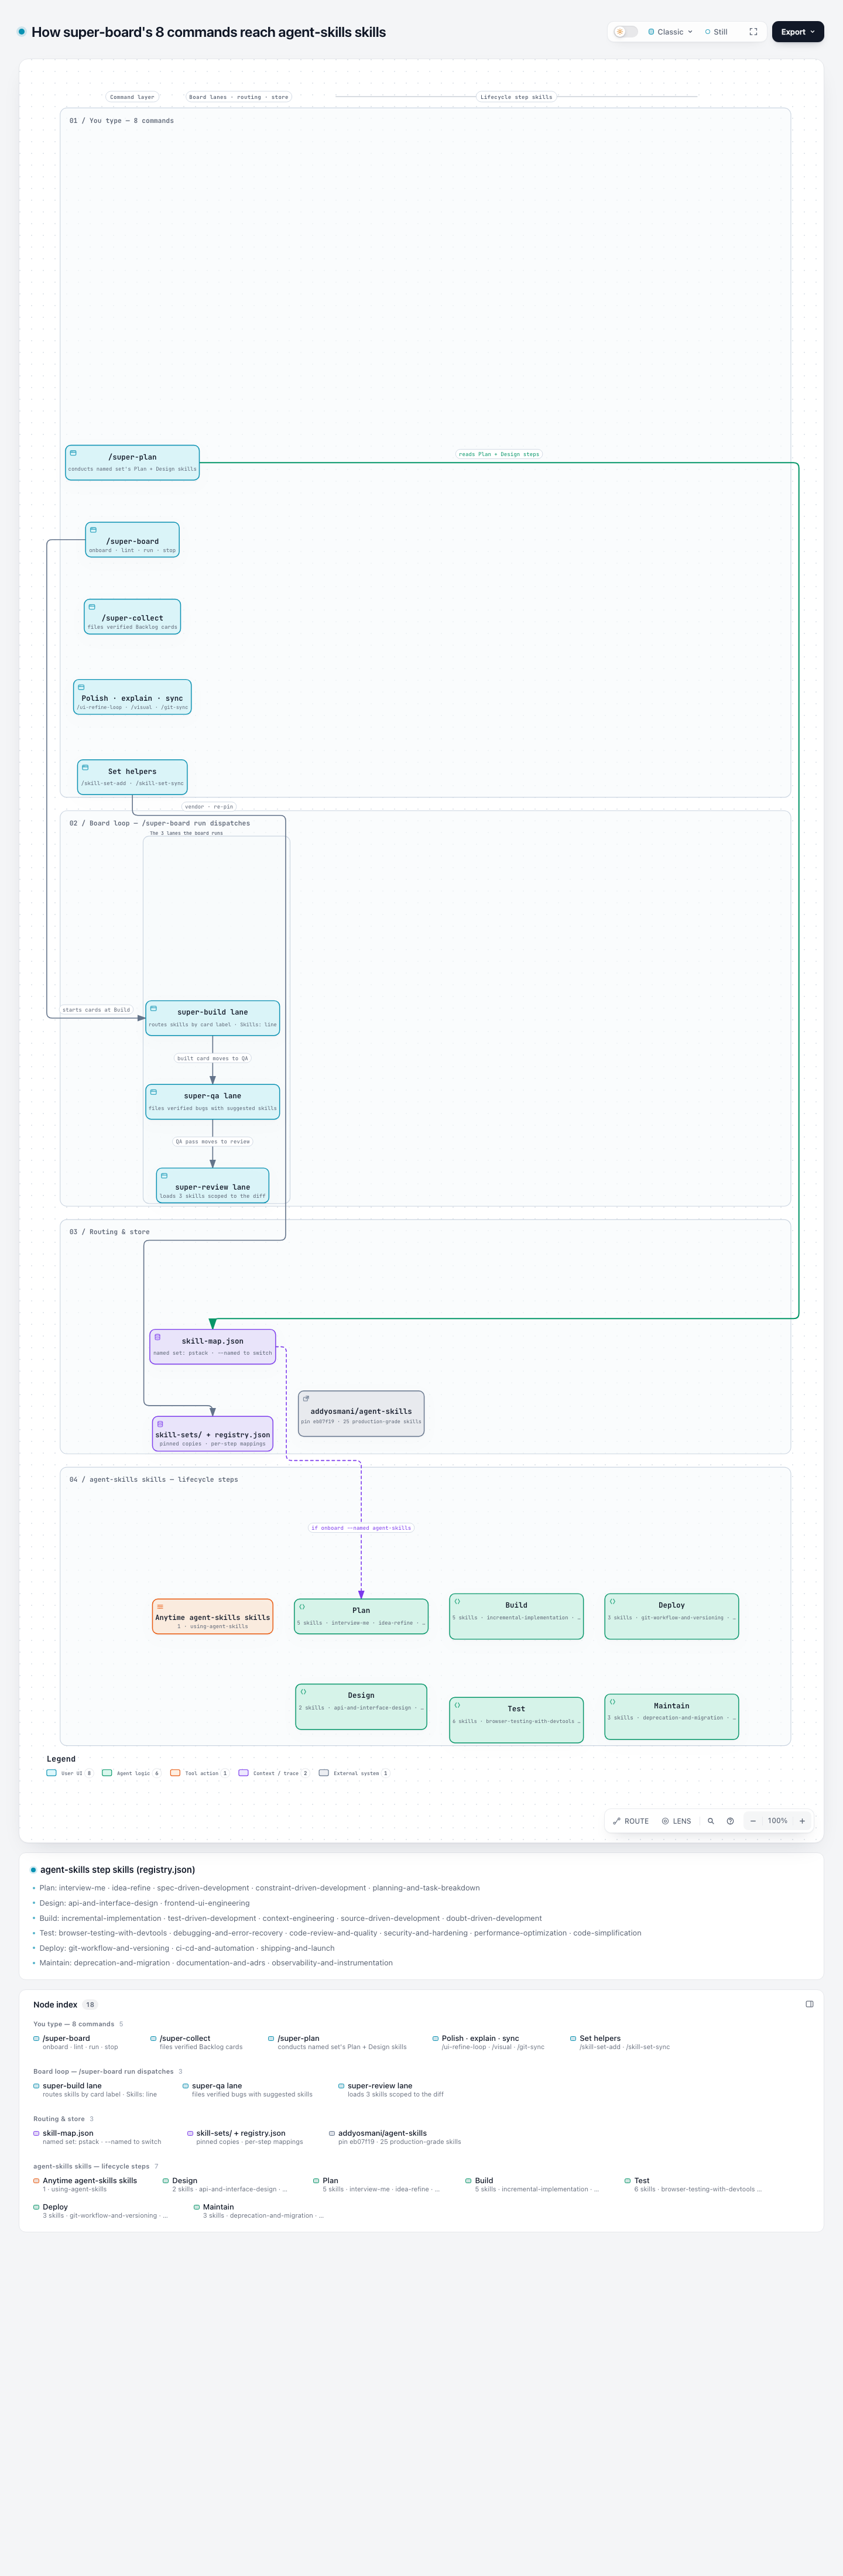 How super-board's 8 commands reach agent-skills skills
Classic
Still
Export
Command layer
Board lanes · routing · store
Lifecycle step skills
01 / You type — 8 commands
/super-plan
conducts named set's Plan + Design skills
reads Plan + Design steps
/super-board
onboard · lint · run · stop
/super-collect
files verified Backlog cards
Polish · explain · sync
/ui-refine-loop · /visual · /git-sync
Set helpers
/skill-set-add · /skill-set-sync
vendor · re-pin
02 / Board loop — /super-board run dispatches
The 3 lanes the board runs
starts cards at Build
super-build lane
routes skills by card label · Skills: line
built card moves to QA
super-qa lane
files verified bugs with suggested skills
QA pass moves to review
super-review lane
loads 3 skills scoped to the diff
03 / Routing & store
skill-map.json
named set: pstack · --named to switch
addyosmani/agent-skills
pin eb07f19 · 25 production-grade skills
skill-sets/ + registry.json
pinned copies · per-step mappings
04 / agent-skills skills — lifecycle steps
if onboard --named agent-skills
Anytime agent-skills skills
1 · using-agent-skills
Plan
5 skills · interview-me · idea-refine · …
Build
5 skills · incremental-implementation · …
Deploy
3 skills · git-workflow-and-versioning · …
Design
2 skills · api-and-interface-design · …
Test
6 skills · browser-testing-with-devtools …
Maintain
3 skills · deprecation-and-migration · …
Legend
User UI 8
Agent logic 6
Tool action 1
Context / trace 2
External system 1
ROUTE
LENS
100%
agent-skills step skills (registry.json)
• Plan: interview-me · idea-refine · spec-driven-development · constraint-driven-development · planning-and-task-breakdown
• Design: api-and-interface-design · frontend-ui-engineering
• Build: incremental-implementation · test-driven-development · context-engineering · source-driven-development · doubt-driven-development
• Test: browser-testing-with-devtools · debugging-and-error-recovery · code-review-and-quality · security-and-hardening · performance-optimization · code-simplification
• Deploy: git-workflow-and-versioning · ci-cd-and-automation · shipping-and-launch
• Maintain: deprecation-and-migration · documentation-and-adrs · observability-and-instrumentation
Node index 18
You type — 8 commands 5
/super-board
onboard · lint · run · stop
/super-collect
files verified Backlog cards
/super-plan
conducts named set's Plan + Design skills
Polish · explain · sync
/ui-refine-loop · /visual · /git-sync
Set helpers
/skill-set-add · /skill-set-sync
Board loop — /super-board run dispatches 3
super-build lane
routes skills by card label · Skills: line
super-qa lane
files verified bugs with suggested skills
super-review lane
loads 3 skills scoped to the diff
Routing & store 3
skill-map.json
named set: pstack · --named to switch
skill-sets/ + registry.json
pinned copies · per-step mappings
addyosmani/agent-skills
pin eb07f19 · 25 production-grade skills
agent-skills skills — lifecycle steps 7
Anytime agent-skills skills
1 · using-agent-skills
Design
2 skills · api-and-interface-design · …
Plan
5 skills · interview-me · idea-refine · …
Build
5 skills · incremental-implementation · …
Test
6 skills · browser-testing-with-devtools …
Deploy
3 skills · git-workflow-and-versioning · …
Maintain
3 skills · deprecation-and-migration · …